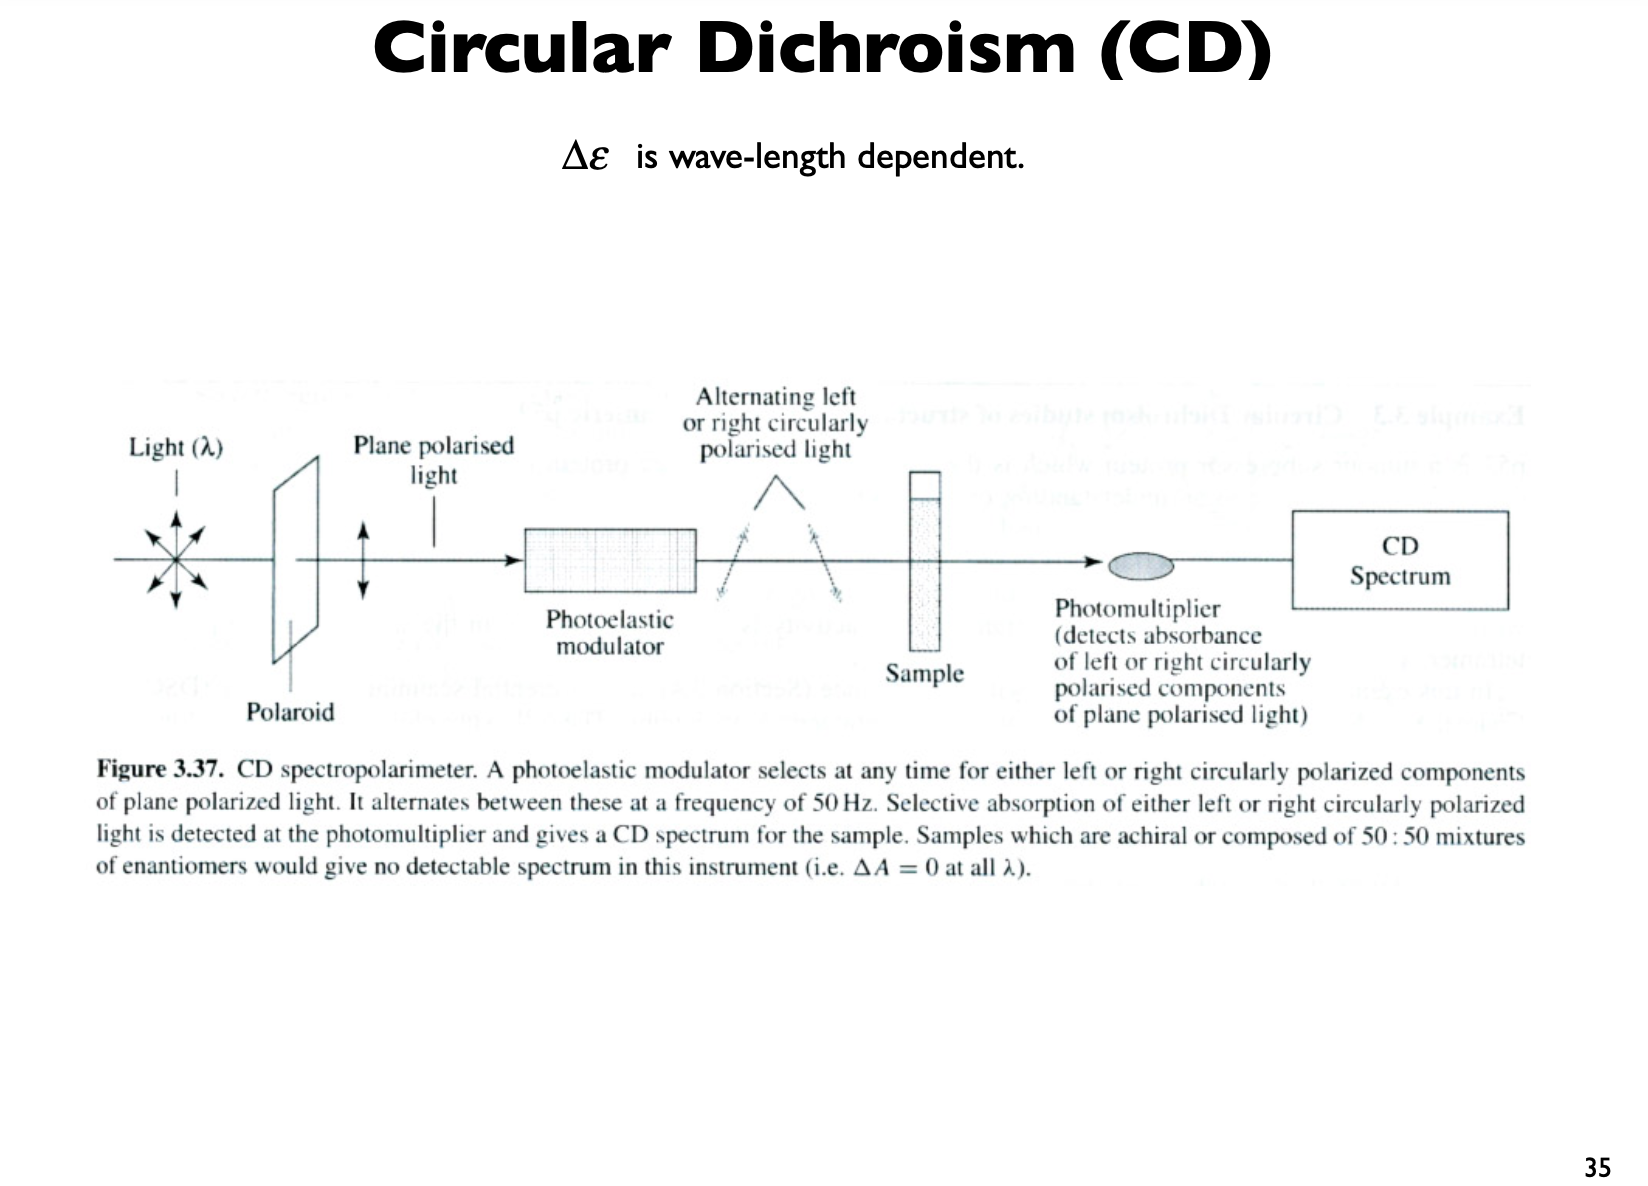 Circular Dichroism (CD)
Δε is wave-length dependent.
Alternating left
or right circularly
polarised light
Light (λ)
Plane polarised
light
CD
Spectrum
Photoelastic
modulator
Photomultiplier
(detects absorbance
of left or right circularly
polarised components
of plane polarised light)
Sample
Polaroid
Figure 3.37. CD spectropolarimeter. A photoelastic modulator selects at any time for either left or right circularly polarized components
of plane polarized light. It alternates between these at a frequency of 50 Hz. Selective absorption of either left or right circularly polarized
light is detected at the photomultiplier and gives a CD spectrum for the sample. Samples which are achiral or composed of 50 : 50 mixtures
of enantiomers would give no detectable spectrum in this instrument (i.e. ΔA = 0 at all λ).
35